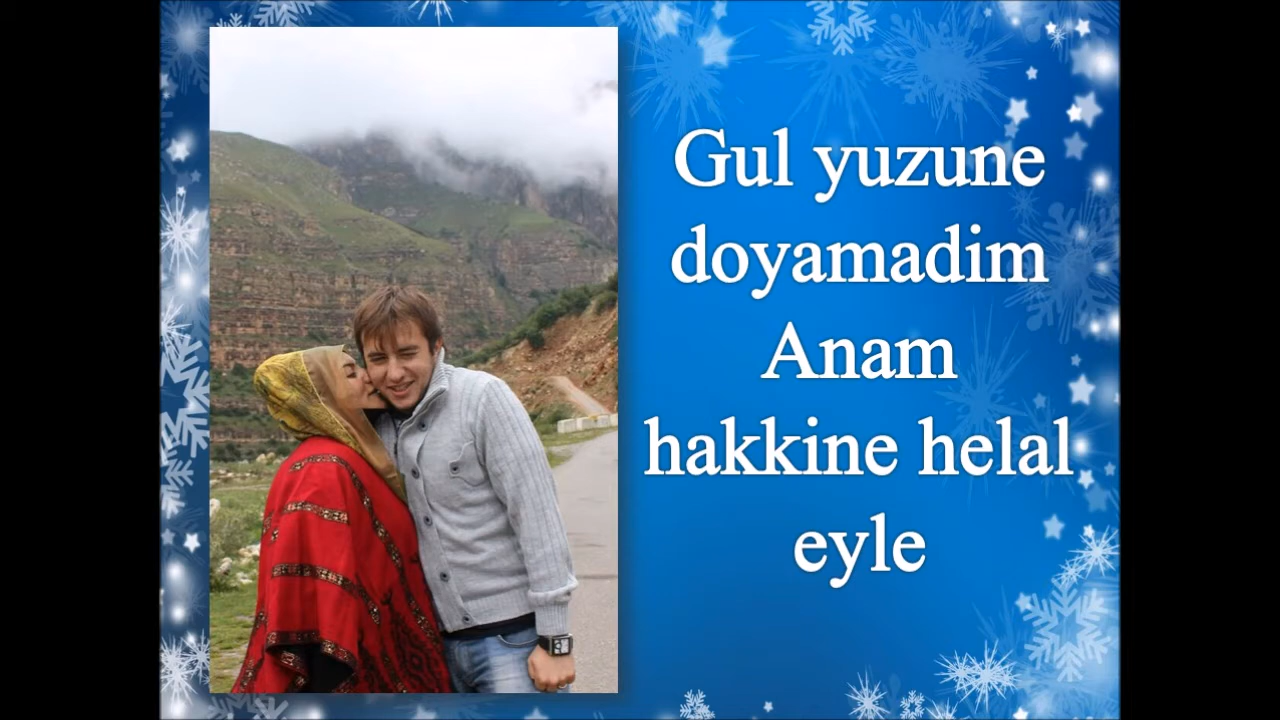 Gul yuzune
doyamadim
Anam
hakkine helal
eyle